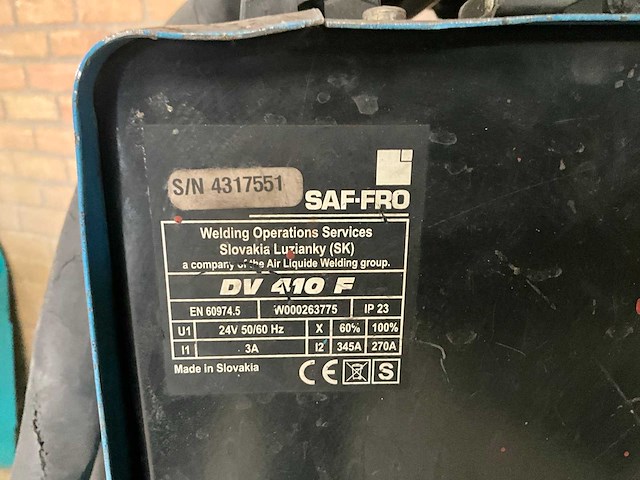 S/N 4317551
SAF-FRO
Welding Operations Services
Slovakia Luzianky (SK)
a company of the Air Liquide Welding group.
DV 410 F
EN 60974.5 W000263775 IP 23
U1 24V 50/60 Hz X 60% 100%
I1 3A I2 345A 270A
Made in Slovakia CE S